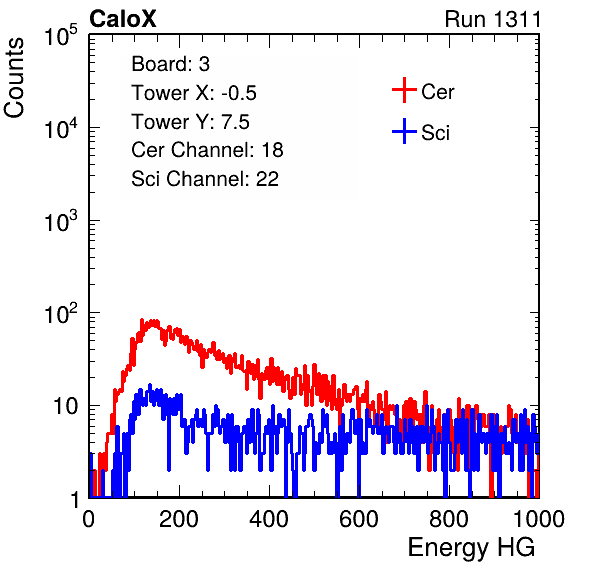 CaloX Run 1311
Counts
10^5
10^4
10^3
10^2
10
1
Board: 3
Tower X: -0.5
Tower Y: 7.5
Cer Channel: 18
Sci Channel: 22
Cer
Sci
0 200 400 600 800 1000
Energy HG